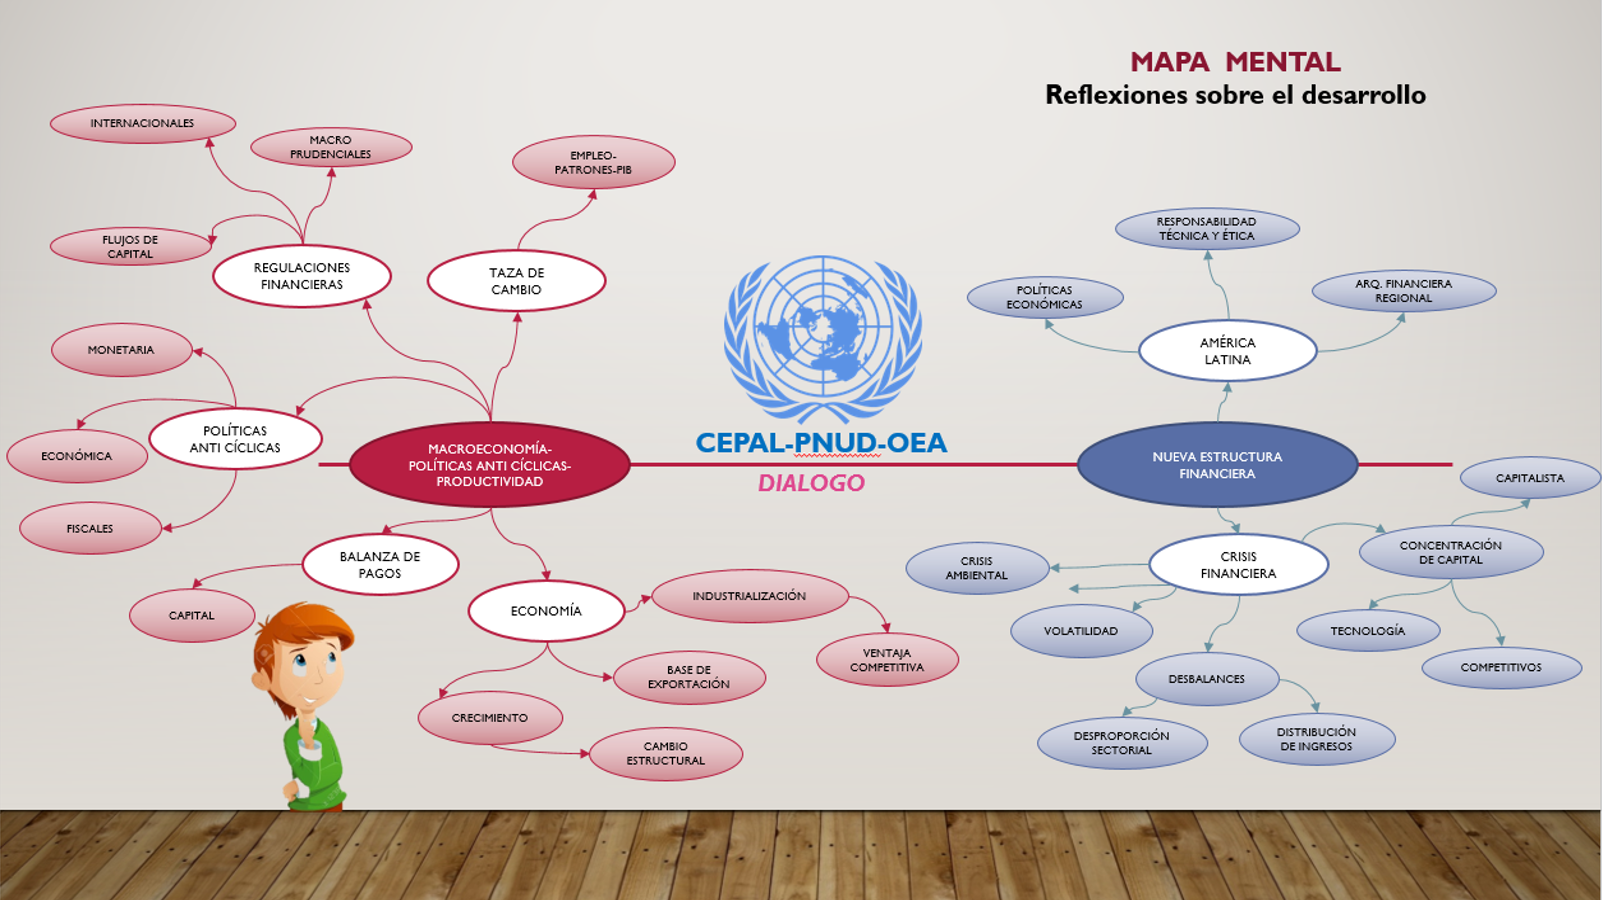 MAPA MENTAL
Reflexiones sobre el desarrollo
INTERNACIONALES
MACRO
PRUDENCIALES
EMPLEO-
PATRONES-PIB
FLUJOS DE
CAPITAL
REGULACIONES
FINANCIERAS
TAZA DE
CAMBIO
MONETARIA
POLÍTICAS
ANTI CÍCLICAS
ECONÓMICA
FISCALES
MACROECONOMÍA-
POLÍTICAS ANTI CÍCLICAS-
PRODUCTIVIDAD
BALANZA DE
PAGOS
CAPITAL
ECONOMÍA
INDUSTRIALIZACIÓN
VENTAJA
COMPETITIVA
BASE DE
EXPORTACIÓN
CRECIMIENTO
CAMBIO
ESTRUCTURAL
CEPAL-PNUD-OEA
DIALOGO
RESPONSABILIDAD
TÉCNICA Y ÉTICA
POLÍTICAS
ECONÓMICAS
ARQ. FINANCIERA
REGIONAL
AMÉRICA
LATINA
NUEVA ESTRUCTURA
FINANCIERA
CAPITALISTA
CONCENTRACIÓN
DE CAPITAL
CRISIS
FINANCIERA
CRISIS
AMBIENTAL
VOLATILIDAD
TECNOLOGÍA
COMPETITIVOS
DESBALANCES
DESPROPORCIÓN
SECTORIAL
DISTRIBUCIÓN
DE INGRESOS